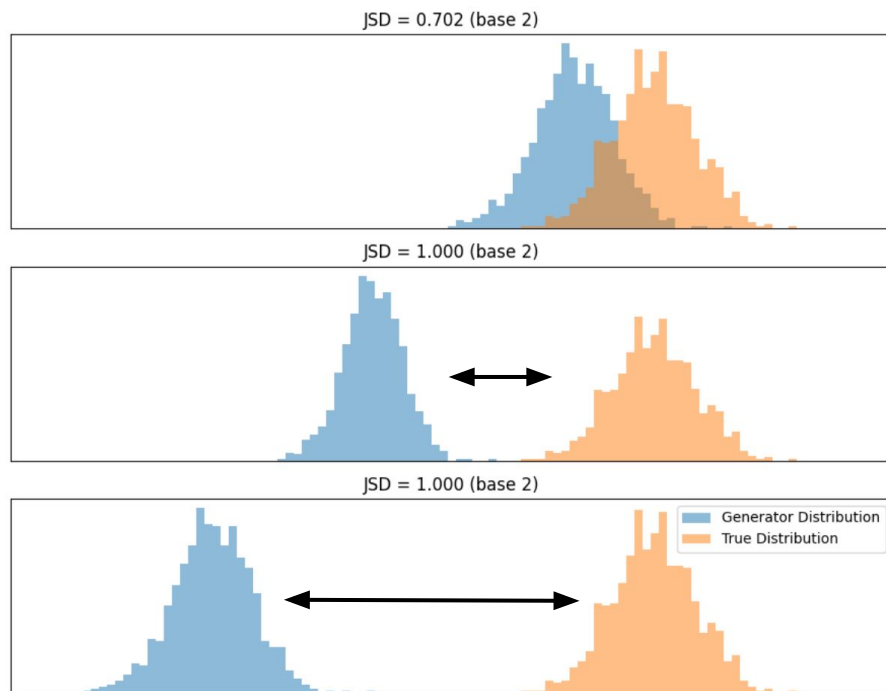 JSD = 0.702 (base 2)
JSD = 1.000 (base 2)
JSD = 1.000 (base 2)
Generator Distribution
True Distribution